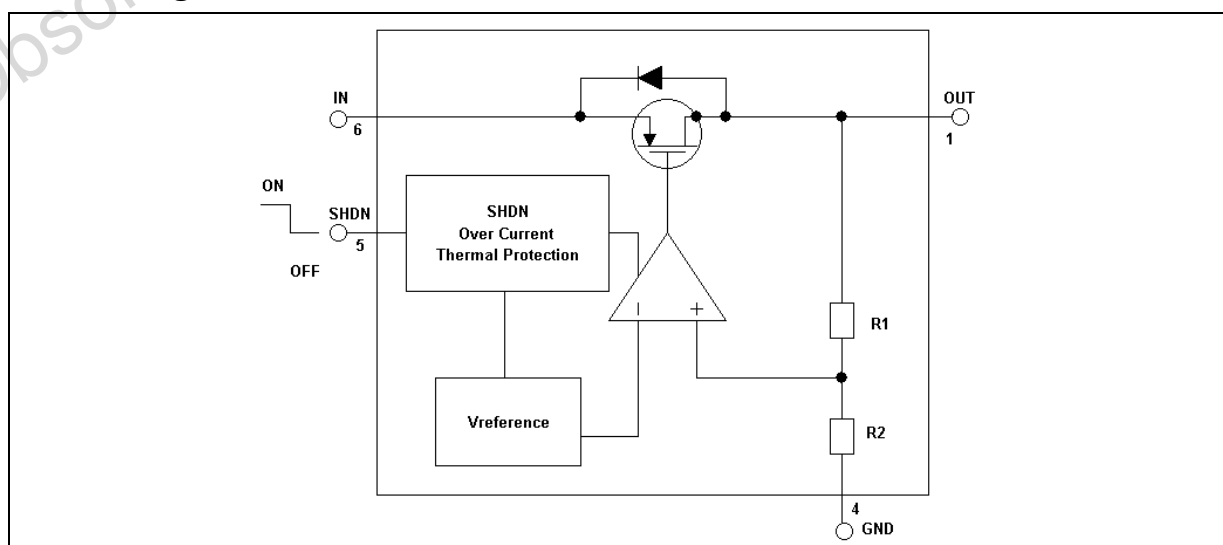 IN
6
OUT
1
ON
SHDN
5
OFF
SHDN
Over Current
Thermal Protection
−
+
R1
Vreference
R2
4
GND